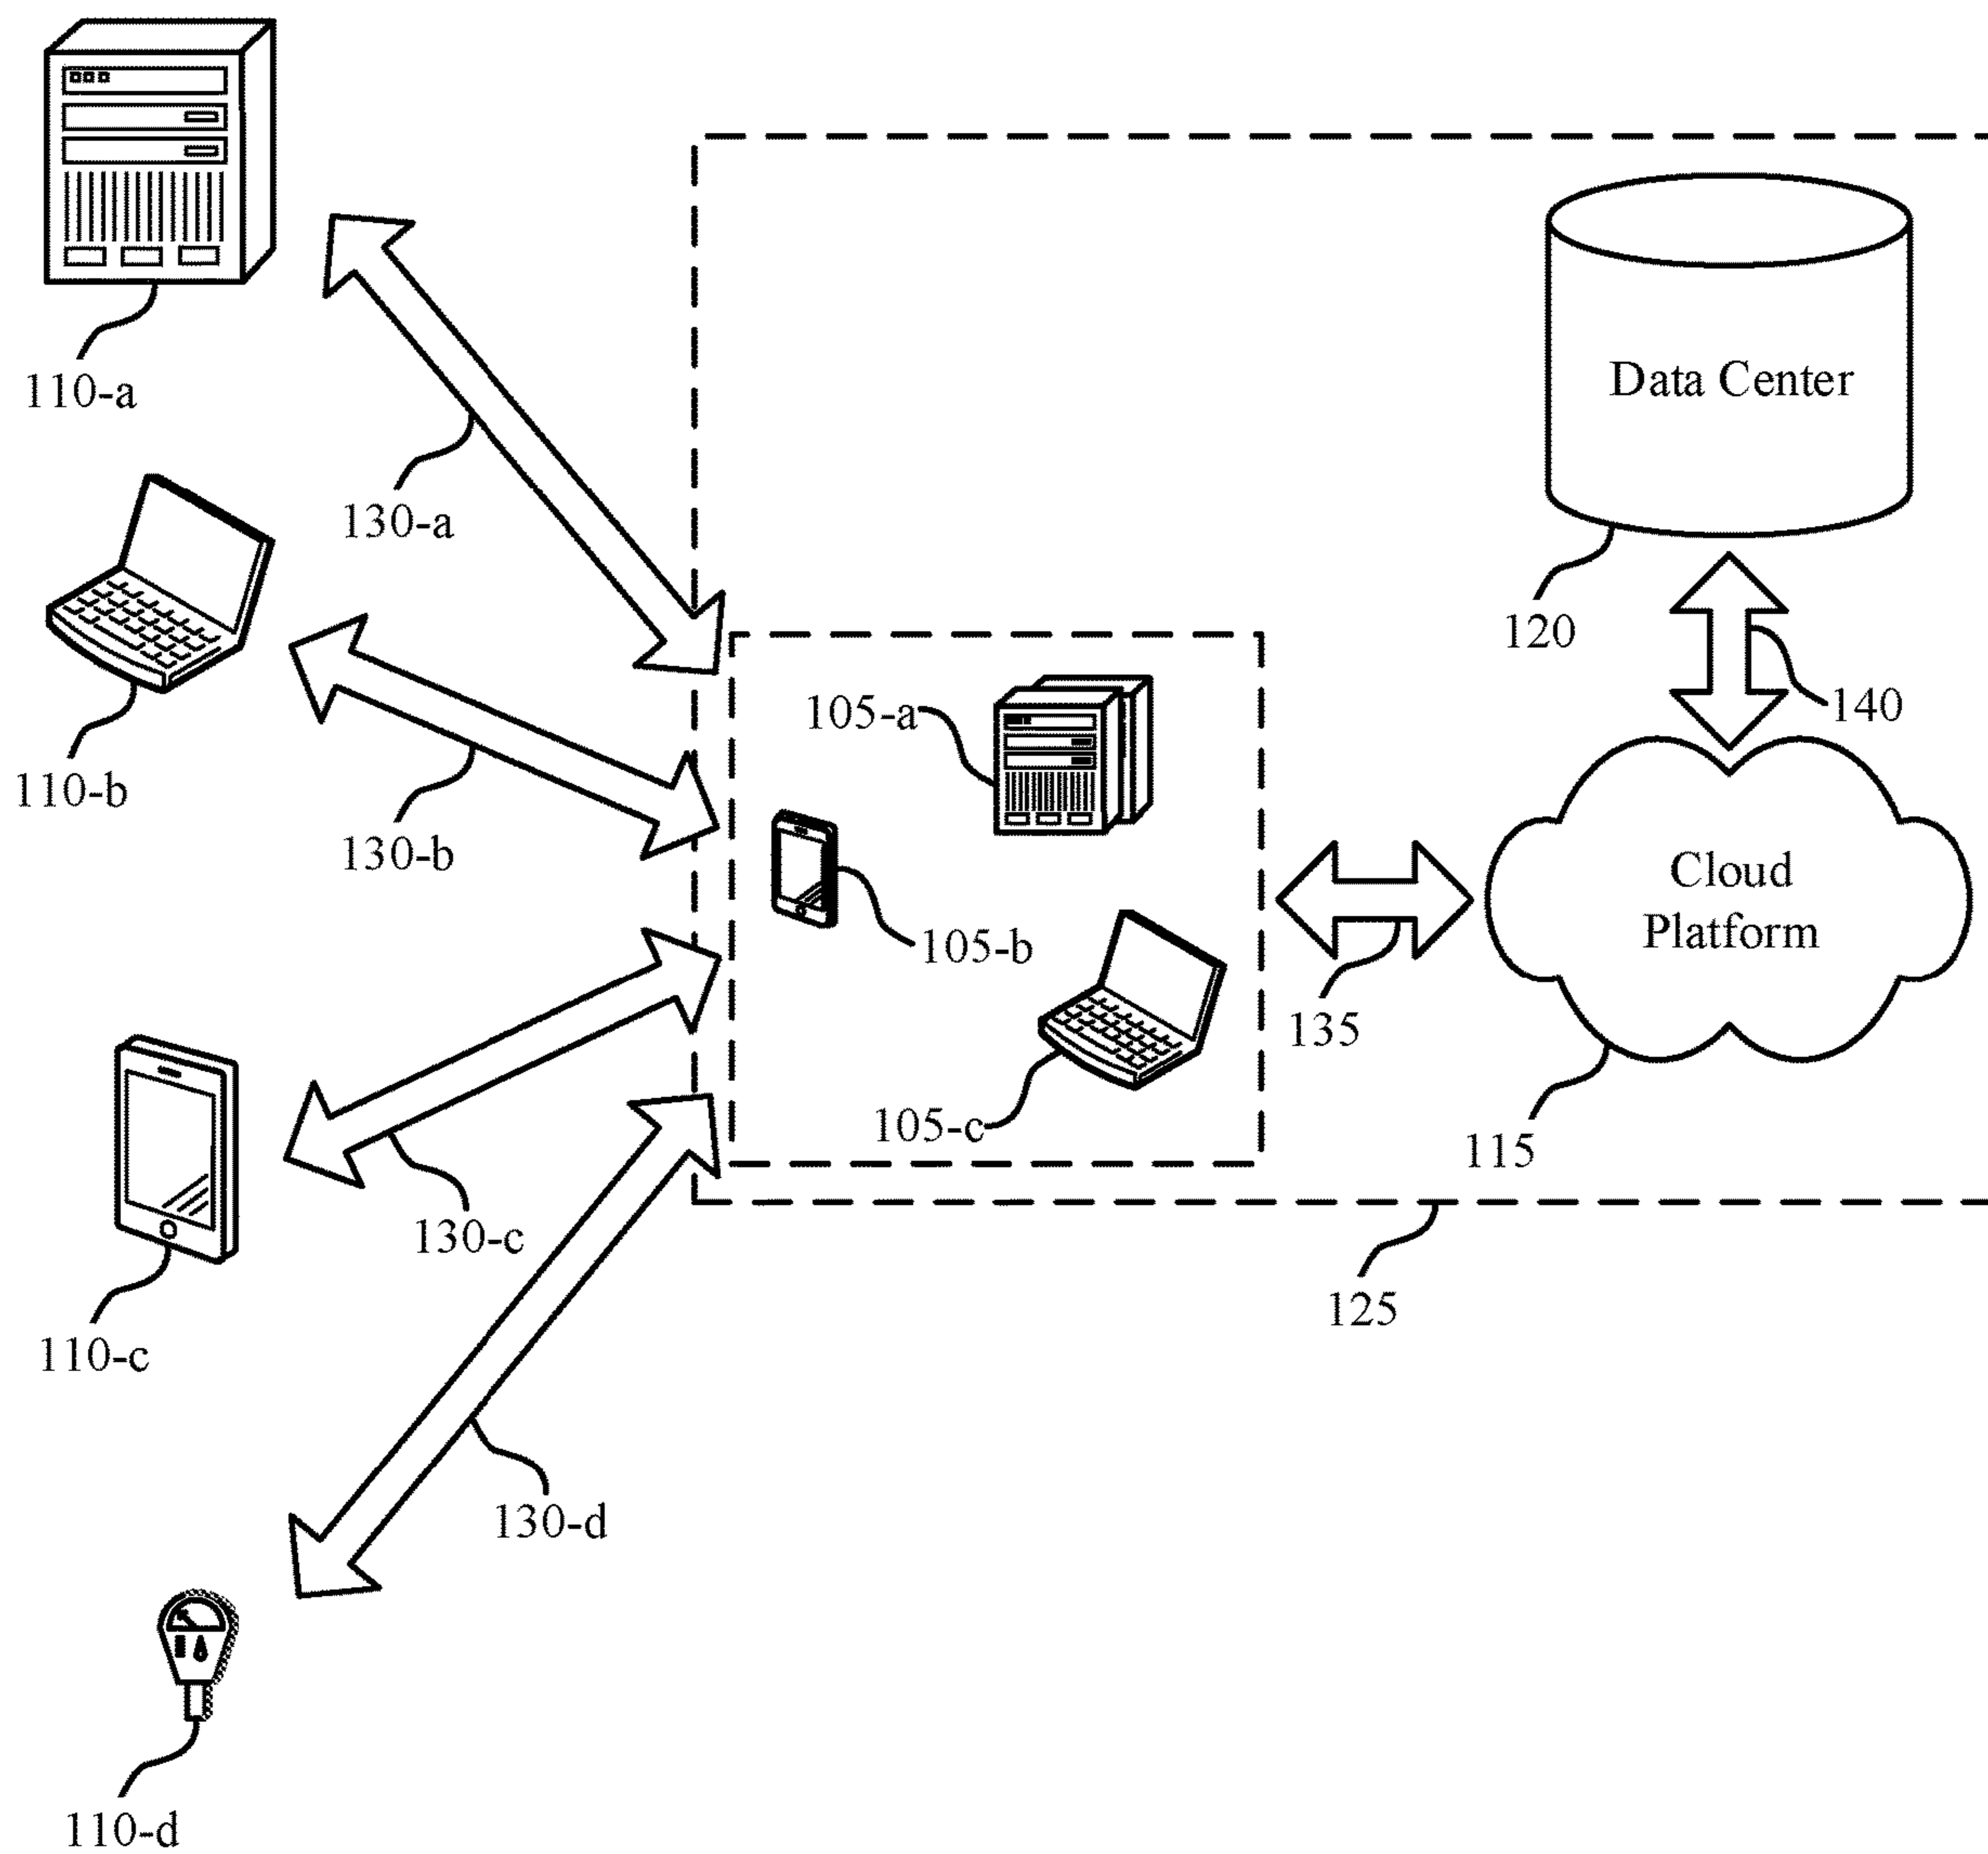 110-a
130-a
Data Center
120
140
110-b
130-b
105-a
105-b
105-c
135
Cloud
Platform
115
130-c
125
110-c
130-d
110-d